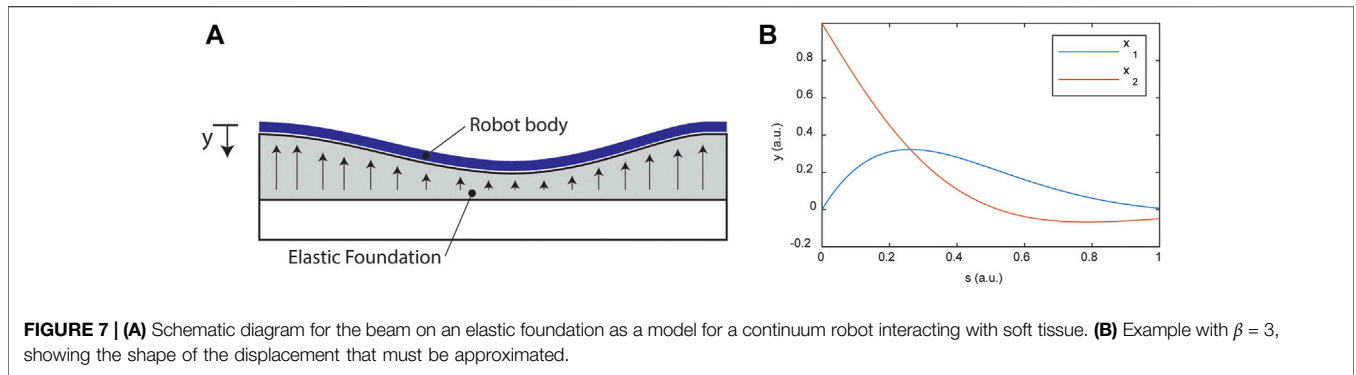 A
y
Robot body
Elastic Foundation
B
x
1
x
2
0.8
0.6
0.4
0.2
0
-0.2
y (a.u.)
0
0.2
0.4
0.6
0.8
1
s (a.u.)
FIGURE 7 | (A) Schematic diagram for the beam on an elastic foundation as a model for a continuum robot interacting with soft tissue. (B) Example with β = 3,
showing the shape of the displacement that must be approximated.